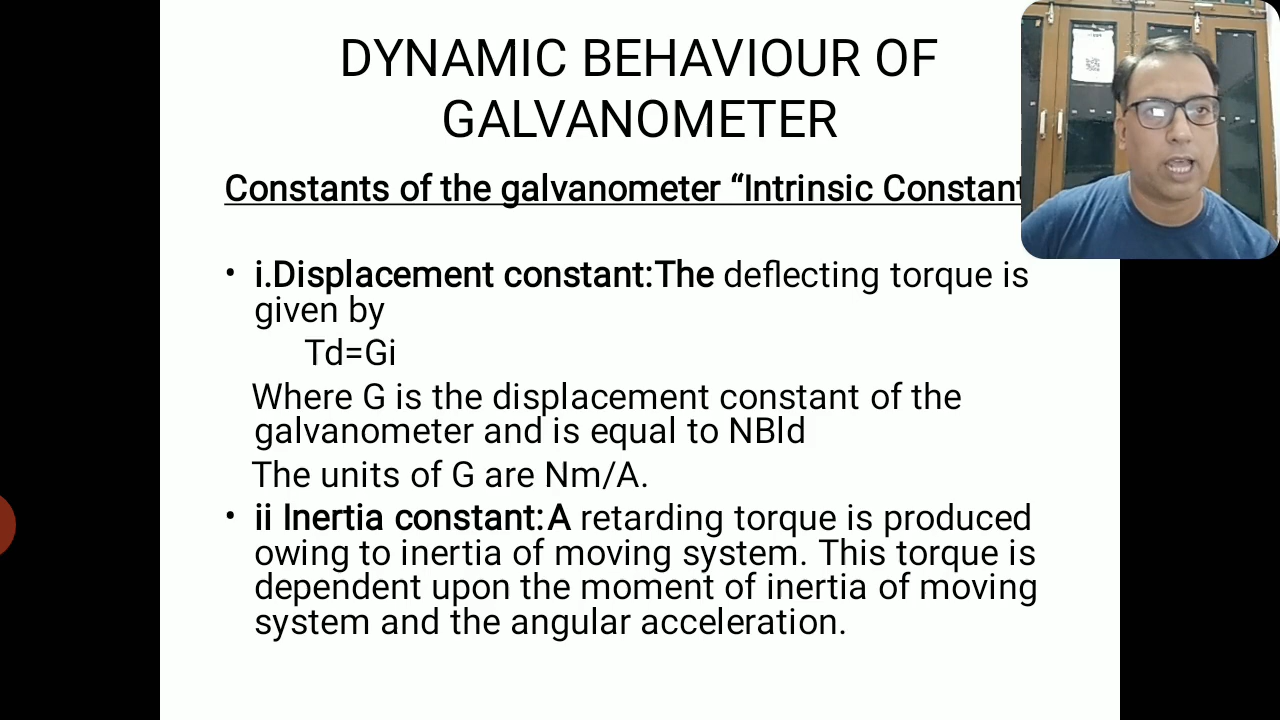 DYNAMIC BEHAVIOUR OF
GALVANOMETER
Constants of the galvanometer “Intrinsic Constant
• i.Displacement constant:The deflecting torque is
given by
Td=Gi
Where G is the displacement constant of the
galvanometer and is equal to NBld
The units of G are Nm/A.
• ii Inertia constant:A retarding torque is produced
owing to inertia of moving system. This torque is
dependent upon the moment of inertia of moving
system and the angular acceleration.